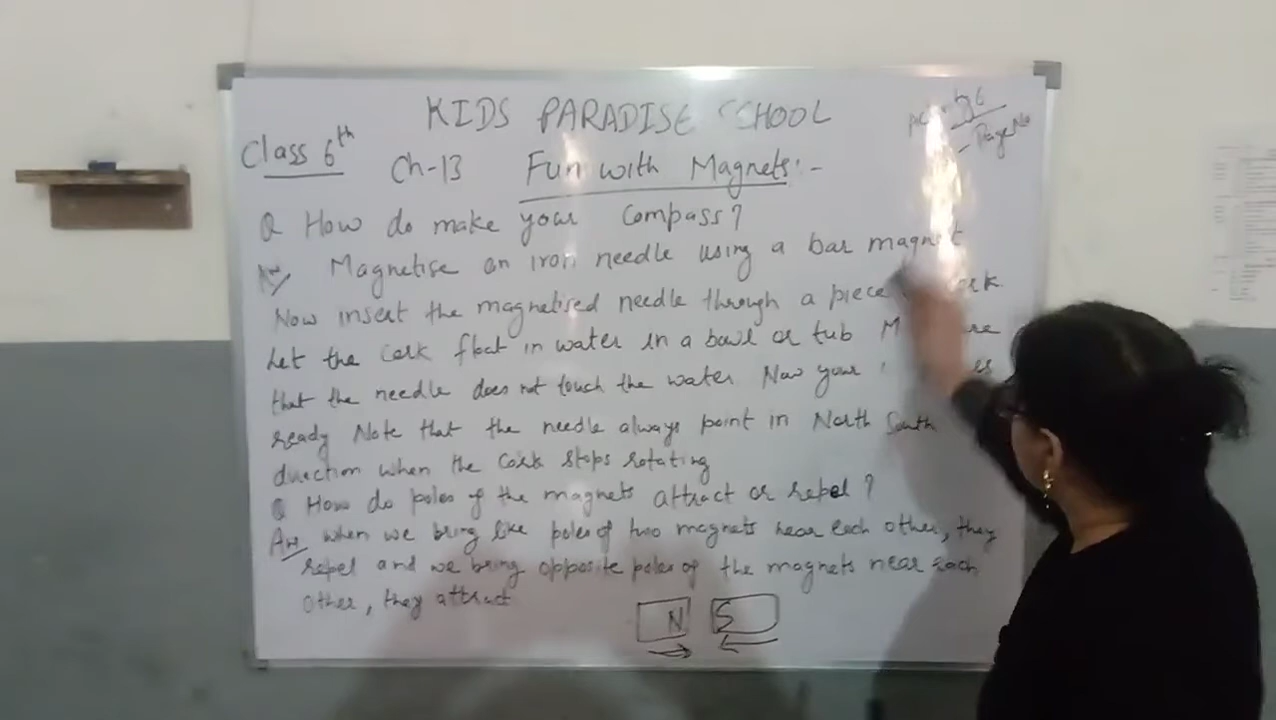 KIDS PARADISE SCHOOL
6
Page No
Class 6th
Ch-13 Fun with Magnets:-
Q How do make your Compass?
Ans Magnetise an iron needle using a bar magnet
Now insert the magnetised needle through a piece
Let the cork float in water in a bowl or tub
that the needle does not touch the water Now your
ready Note that the needle always point in North South
direction when the cork stops rotating
Q How do poles of the magnets attract or repel ?
Ans when we bring like poles of two magnets near each other, they
repel and we bring opposite poles of the magnets near each
other, they attract
N S